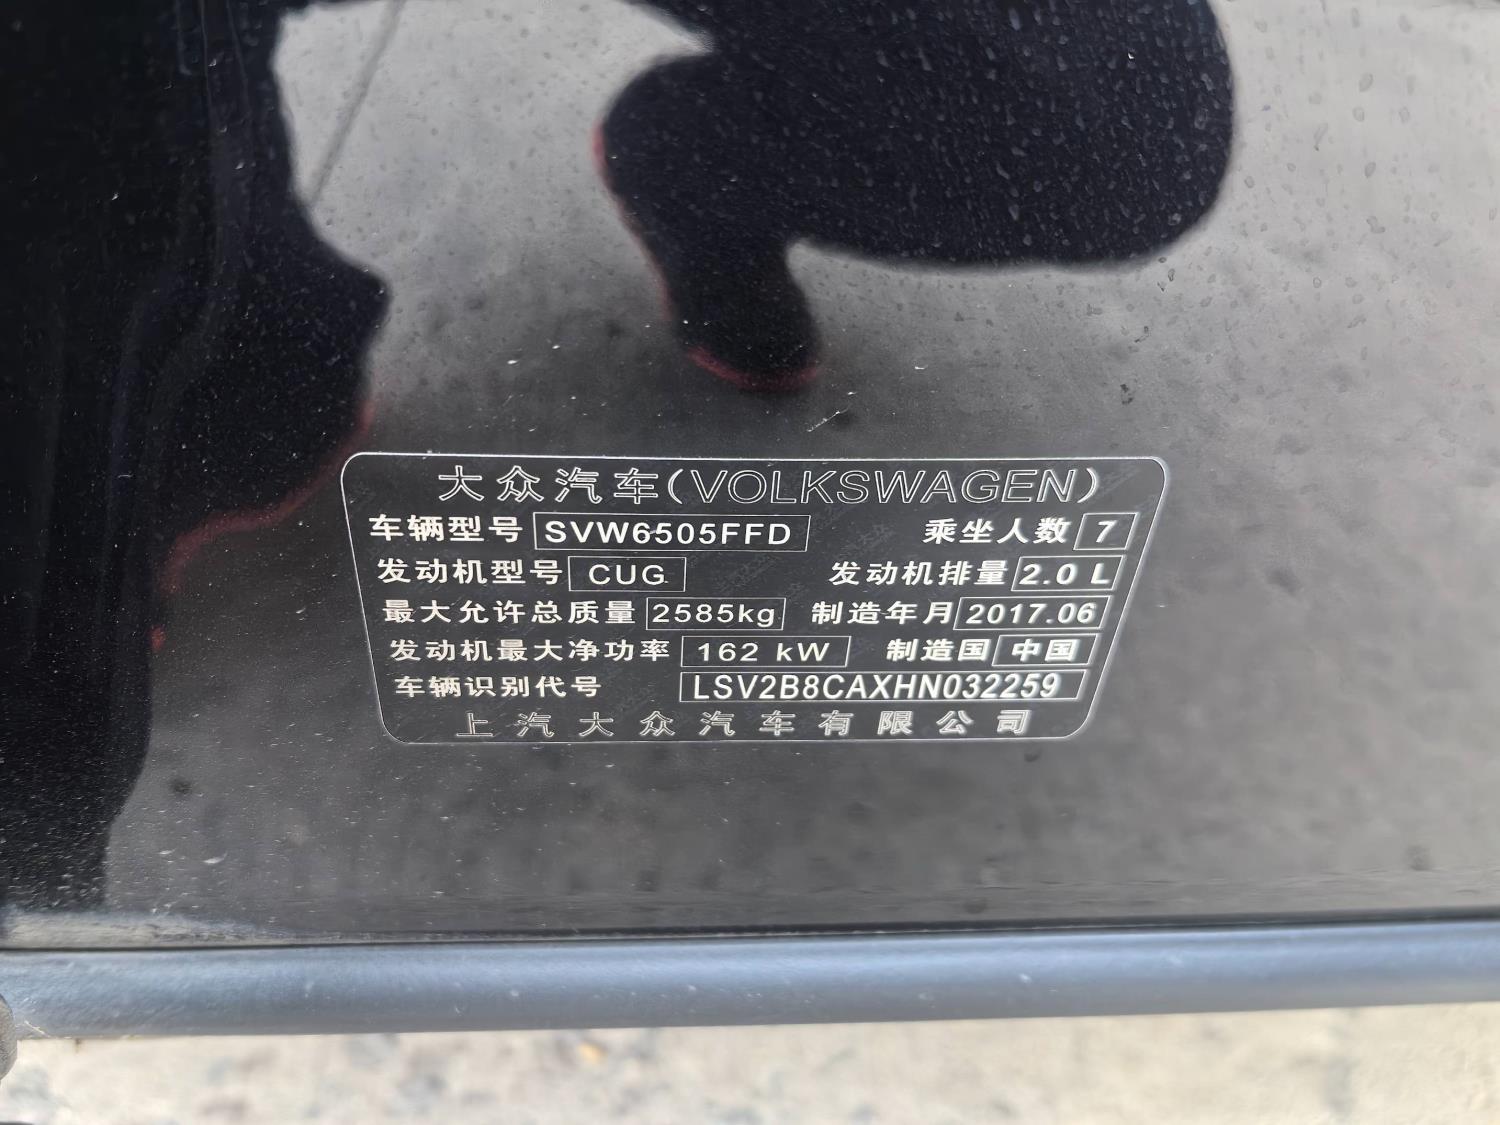 大众汽车(VOLKSWAGEN)
车辆型号 SVW6505FFD 乘坐人数 7
发动机型号 CUG 发动机排量 2.0 L
最大允许总质量 2585kg 制造年月 2017.06
发动机最大净功率 162 kW 制造国 中国
车辆识别代号 LSV2B8CAXHN032259
上汽大众汽车有限公司